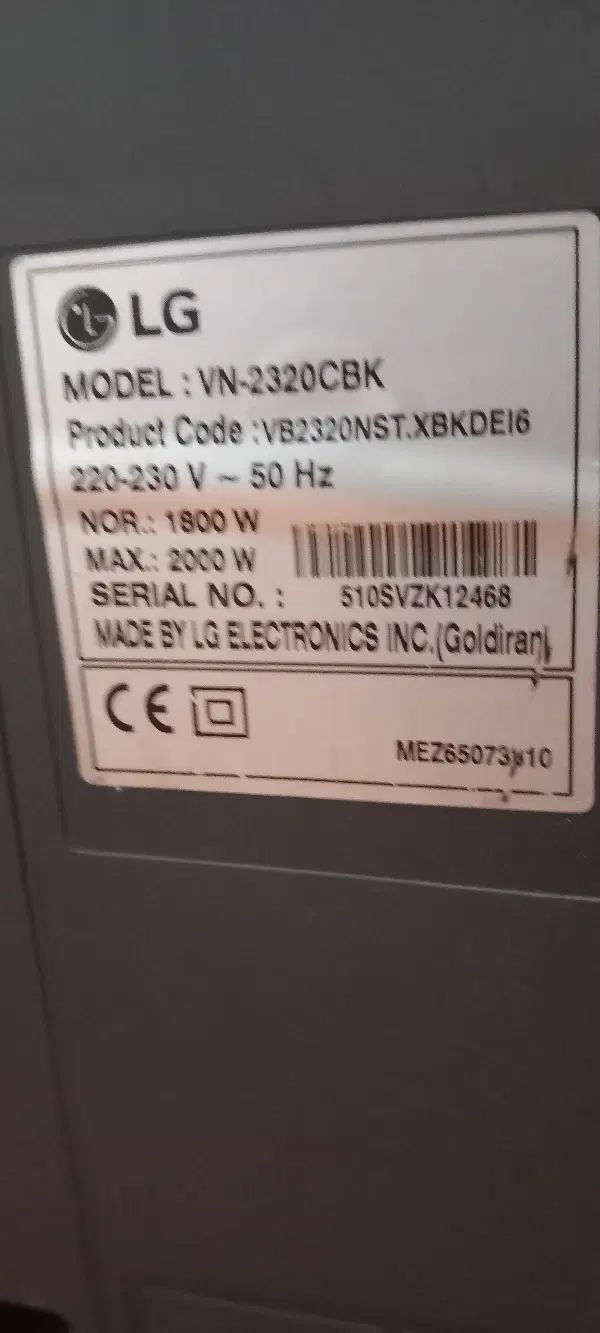 LG
MODEL : VN-2320CBK
Product Code :VB2320NST.XBKDEI6
220-230 V ~ 50 Hz
NOR.: 1800 W
MAX.: 2000 W
SERIAL NO. : 510SVZK12468
MADE BY LG ELECTRONICS INC.(Goldiran)
CE